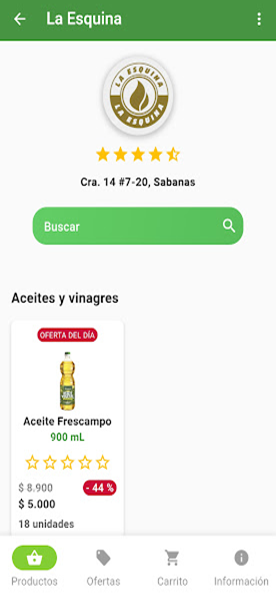 La Esquina
LA ESQUINA
LA ESQUINA
Cra. 14 #7-20, Sabanas
Buscar
Aceites y vinagres
OFERTA DEL DÍA
Aceite Frescampo
900 mL
$ 8.900
- 44 %
$ 5.000
18 unidades
Productos
Ofertas
Carrito
Información